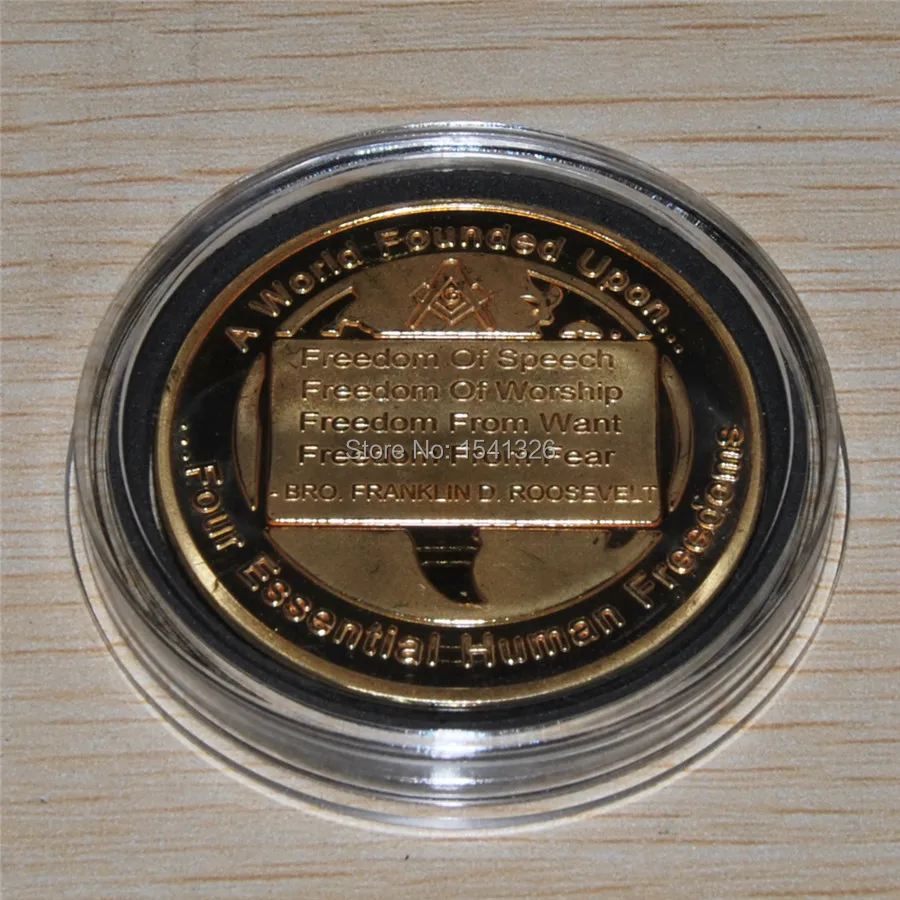 A World Founded Upon...
G
Freedom Of Speech
Freedom Of Worship
Freedom From Want
Freedom From Fear
- BRO. FRANKLIN D. ROOSEVELT
...Four Essential Human Freedoms
Store No: 1541326